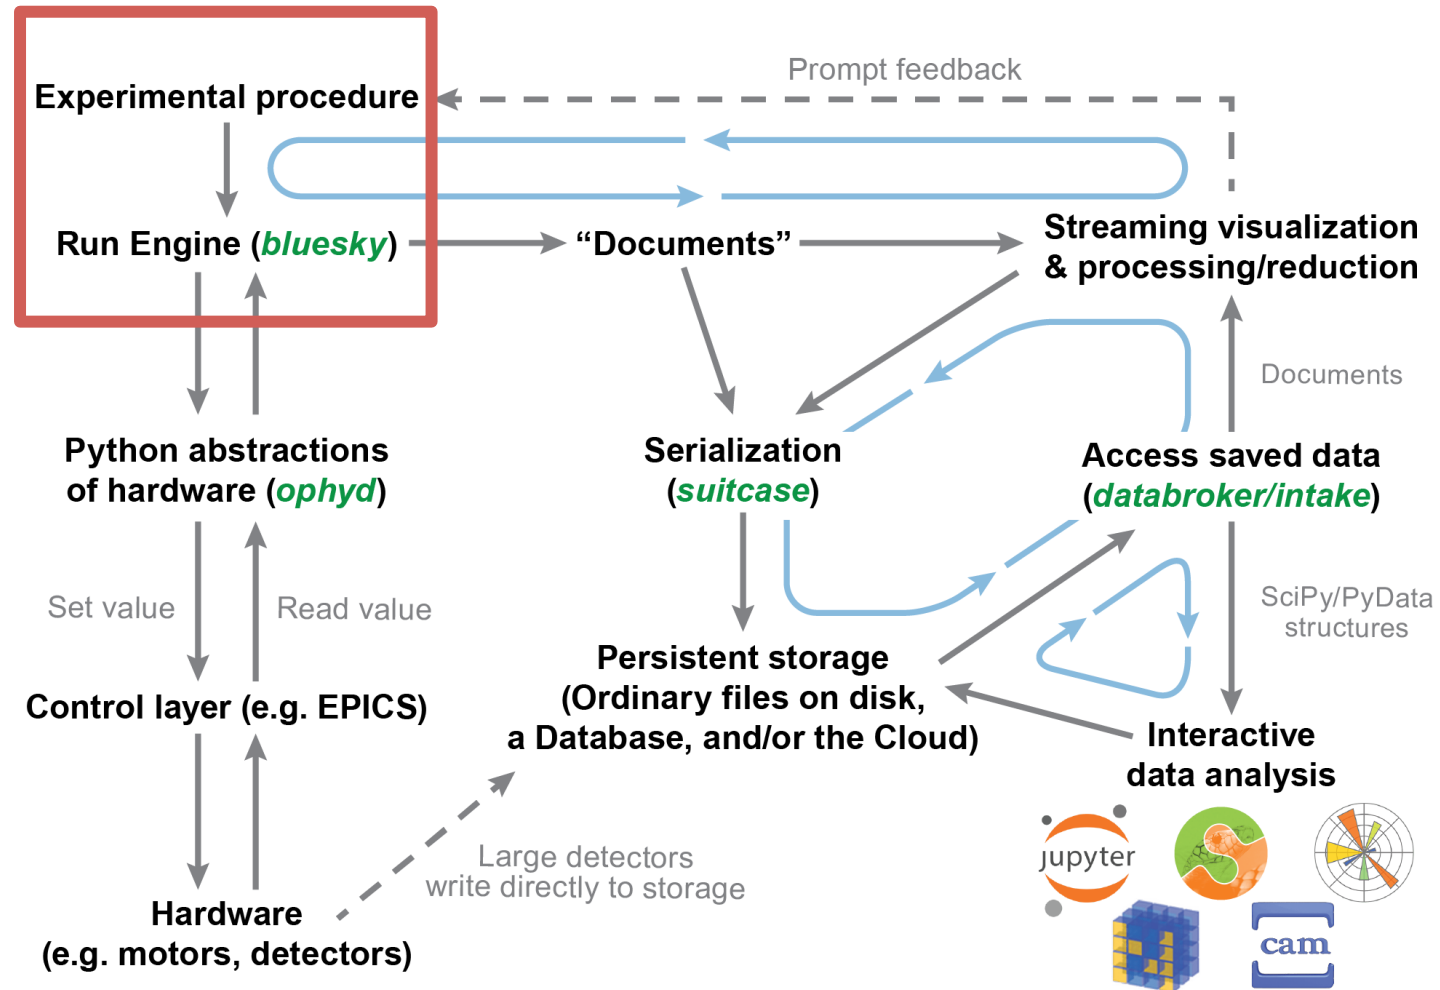 Prompt feedback
Experimental procedure
Run Engine (bluesky)
“Documents”
Streaming visualization
& processing/reduction
Documents
Python abstractions
of hardware (ophyd)
Serialization
(suitcase)
Access saved data
(databroker/intake)
Set value
Read value
SciPy/PyData
structures
Control layer (e.g. EPICS)
Persistent storage
(Ordinary files on disk,
a Database, and/or the Cloud)
Interactive
data analysis
Large detectors
write directly to storage
Hardware
(e.g. motors, detectors)
jupyter
cam